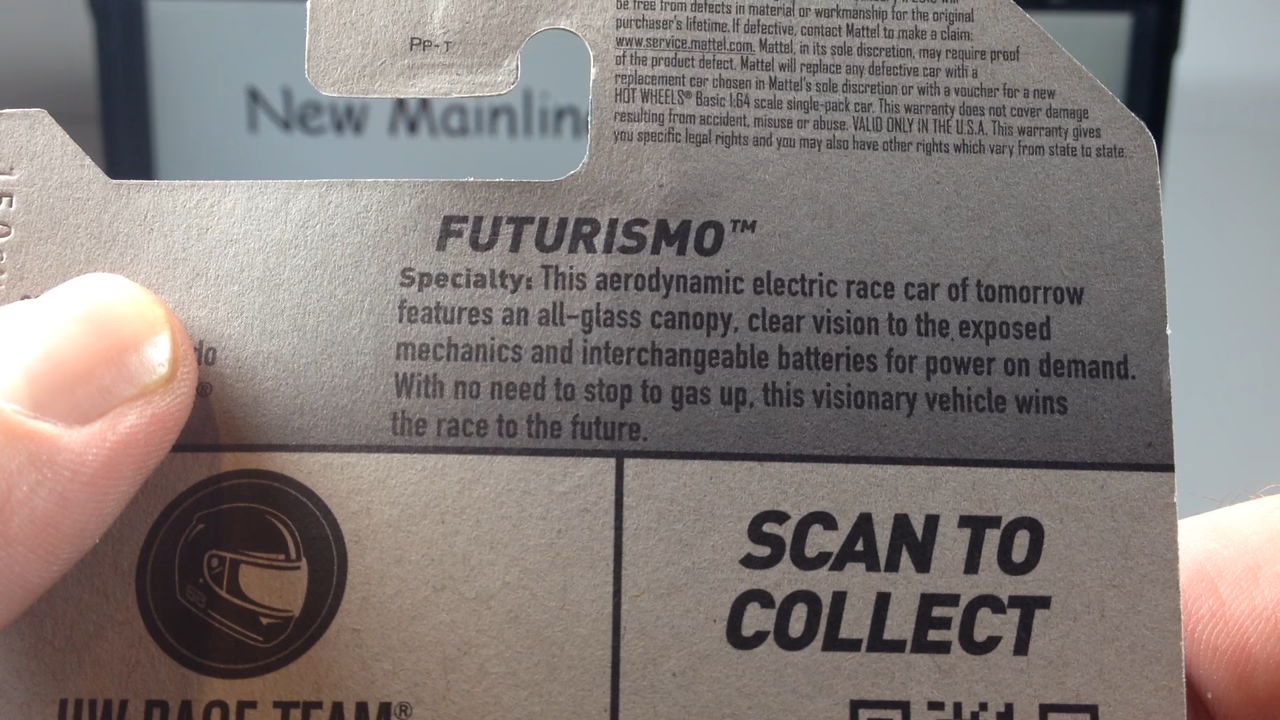 be free from defects in material or workmanship for the original
purchaser's lifetime. If defective, contact Mattel to make a claim:
www.service.mattel.com. Mattel, in its sole discretion, may require proof
of the product defect. Mattel will replace any defective car with a
replacement car chosen in Mattel's sole discretion or with a voucher for a new
HOT WHEELS® Basic 1:64 scale single-pack car. This warranty does not cover damage
resulting from accident, misuse or abuse. VALID ONLY IN THE U.S.A. This warranty gives
you specific legal rights and you may also have other rights which vary from state to state.
PP-T
New Mainlin
FUTURISMO™
Specialty: This aerodynamic electric race car of tomorrow
features an all-glass canopy, clear vision to the exposed
mechanics and interchangeable batteries for power on demand.
With no need to stop to gas up, this visionary vehicle wins
the race to the future.
SCAN TO
COLLECT
HW RACE TEAM®